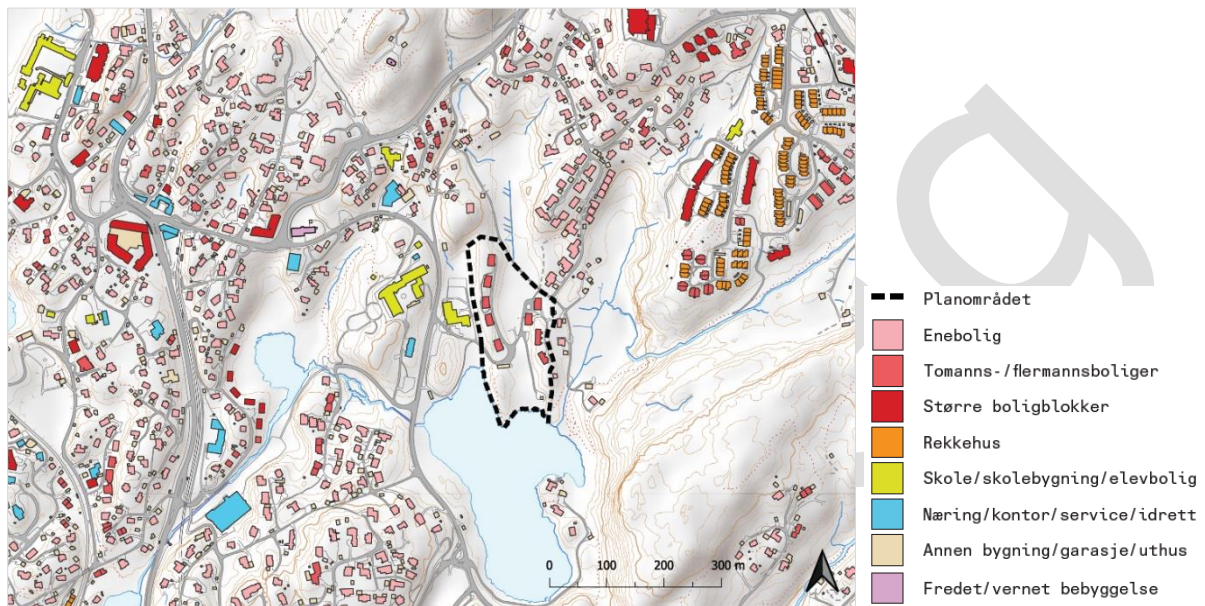 0 100 200 300 m
Planområdet
Enebolig
Tomanns-/flermannsboliger
Større boligblokker
Rekkehus
Skole/skolebygning/elevbolig
Næring/kontor/service/idrett
Annen bygning/garasje/uthus
Fredet/vernet bebyggelse